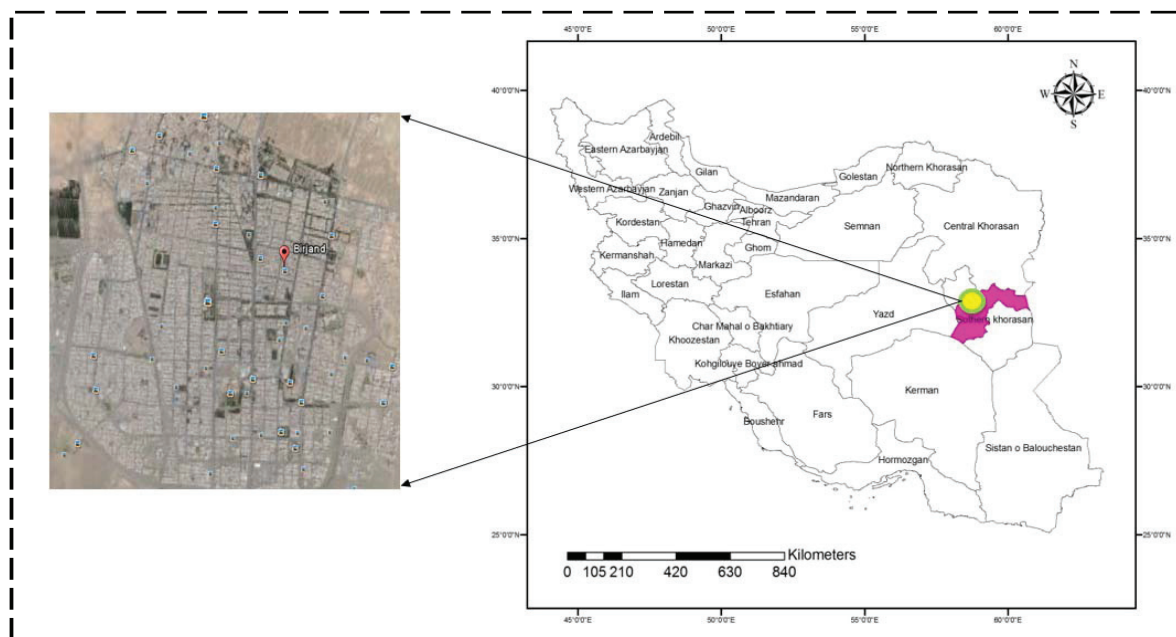 45°0'0"E 50°0'0"E 55°0'0"E 60°0'0"E
40°0'0"N
40°0'0"N
35°0'0"N
35°0'0"N
30°0'0"N
30°0'0"N
25°0'0"N
25°0'0"N
N
W E
S
Birjand
Ardebil
Eastern Azarbayjan
Gilan
Western Azarbayjan
Zanjan
Golestan
Northern Khorasan
Mazandaran
Ghazvin
Alboorz
Tehran
Kordestan
Semnan
Central Khorasan
Hamedan
Ghom
Kermanshah
Markazi
Lorestan
Ilam
Esfahan
Yazd
khorasan
Char Mahal o Bakhtiary
Khoozestan
Kohgilouye Boyer ahmad
Kerman
Boushehr
Fars
Sistan o Balouchestan
Hormozgan
Kilometers
0 105 210 420 630 840
45°0'0"E 50°0'0"E 55°0'0"E 60°0'0"E